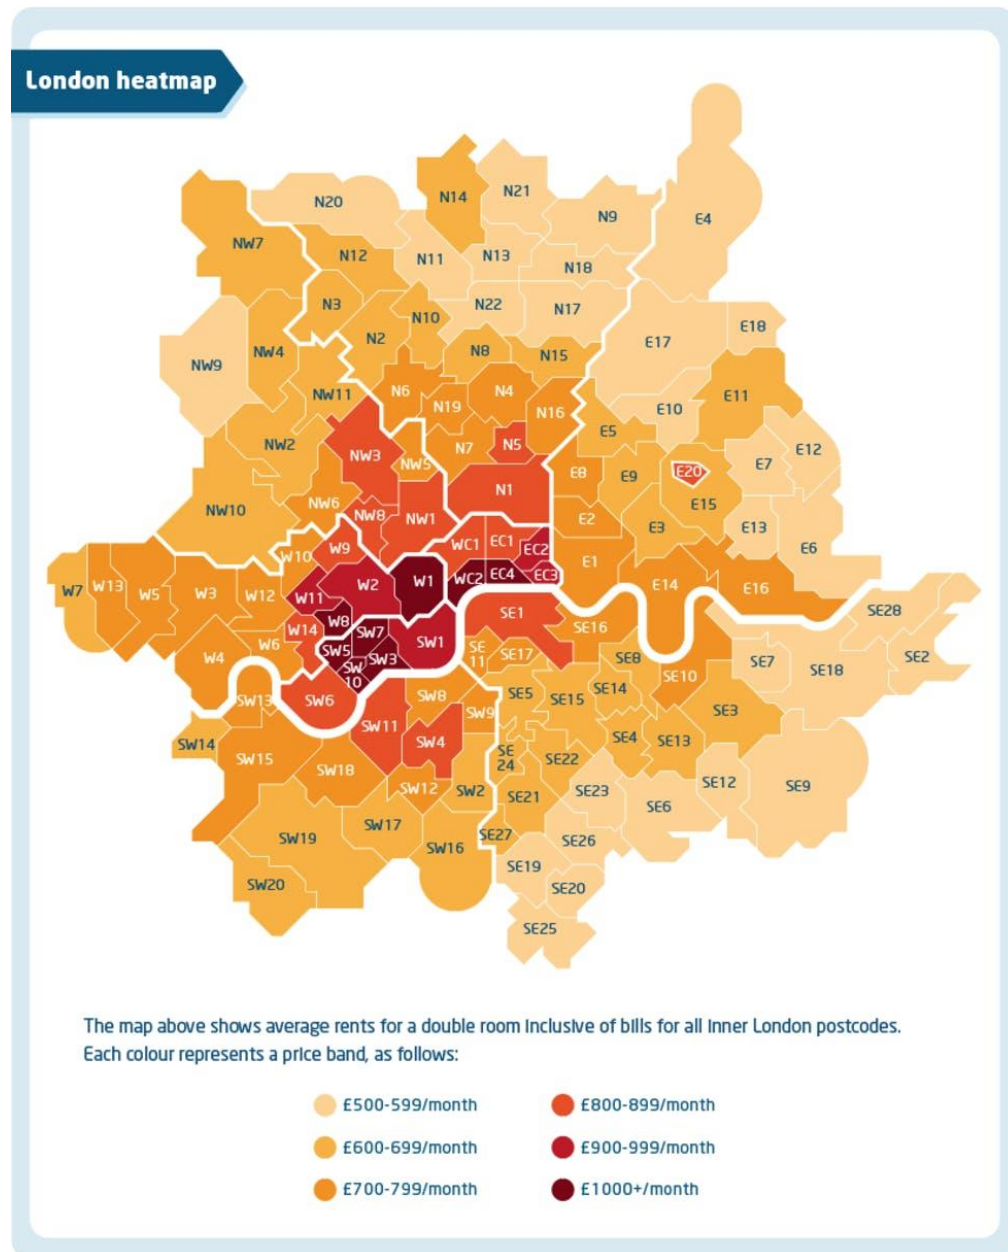 London heatmap
N14
N21
N20
N9
E4
NW7
N12
N11
N13
N18
N3
N10
N22
N17
N2
E18
E17
NW9
NW4
N8
N15
NW11
N6
N4
E11
N19
N16
E10
NW2
NW3
N7
N5
E5
E12
NW5
E8
E9
E20
E7
NW10
NW6
N1
E15
NW8
NW1
E2
E3
E13
W9
WC1
EC1
EC2
E6
W10
W7
W13
W5
W3
W12
W11
W2
W1
WC2
EC4
EC3
E1
E14
E16
W8
SE1
SE28
W14
SW7
SW1
SE16
W4
W6
SW5
SW3
SE
11
SE17
SE8
SE7
SE18
SE2
SW
10
SE10
SW13
SW6
SW8
SE5
SE15
SE14
SE3
SW14
SW11
SW4
SW9
SE4
SE13
SW15
SW18
SE
24
SE22
SW12
SW2
SE21
SE23
SE12
SE9
SE6
SW19
SW17
SW16
SE27
SE26
SW20
SE19
SE20
SE25
The map above shows average rents for a double room inclusive of bills for all inner London postcodes.
Each colour represents a price band, as follows:
£500-599/month
£800-899/month
£600-699/month
£900-999/month
£700-799/month
£1000+/month